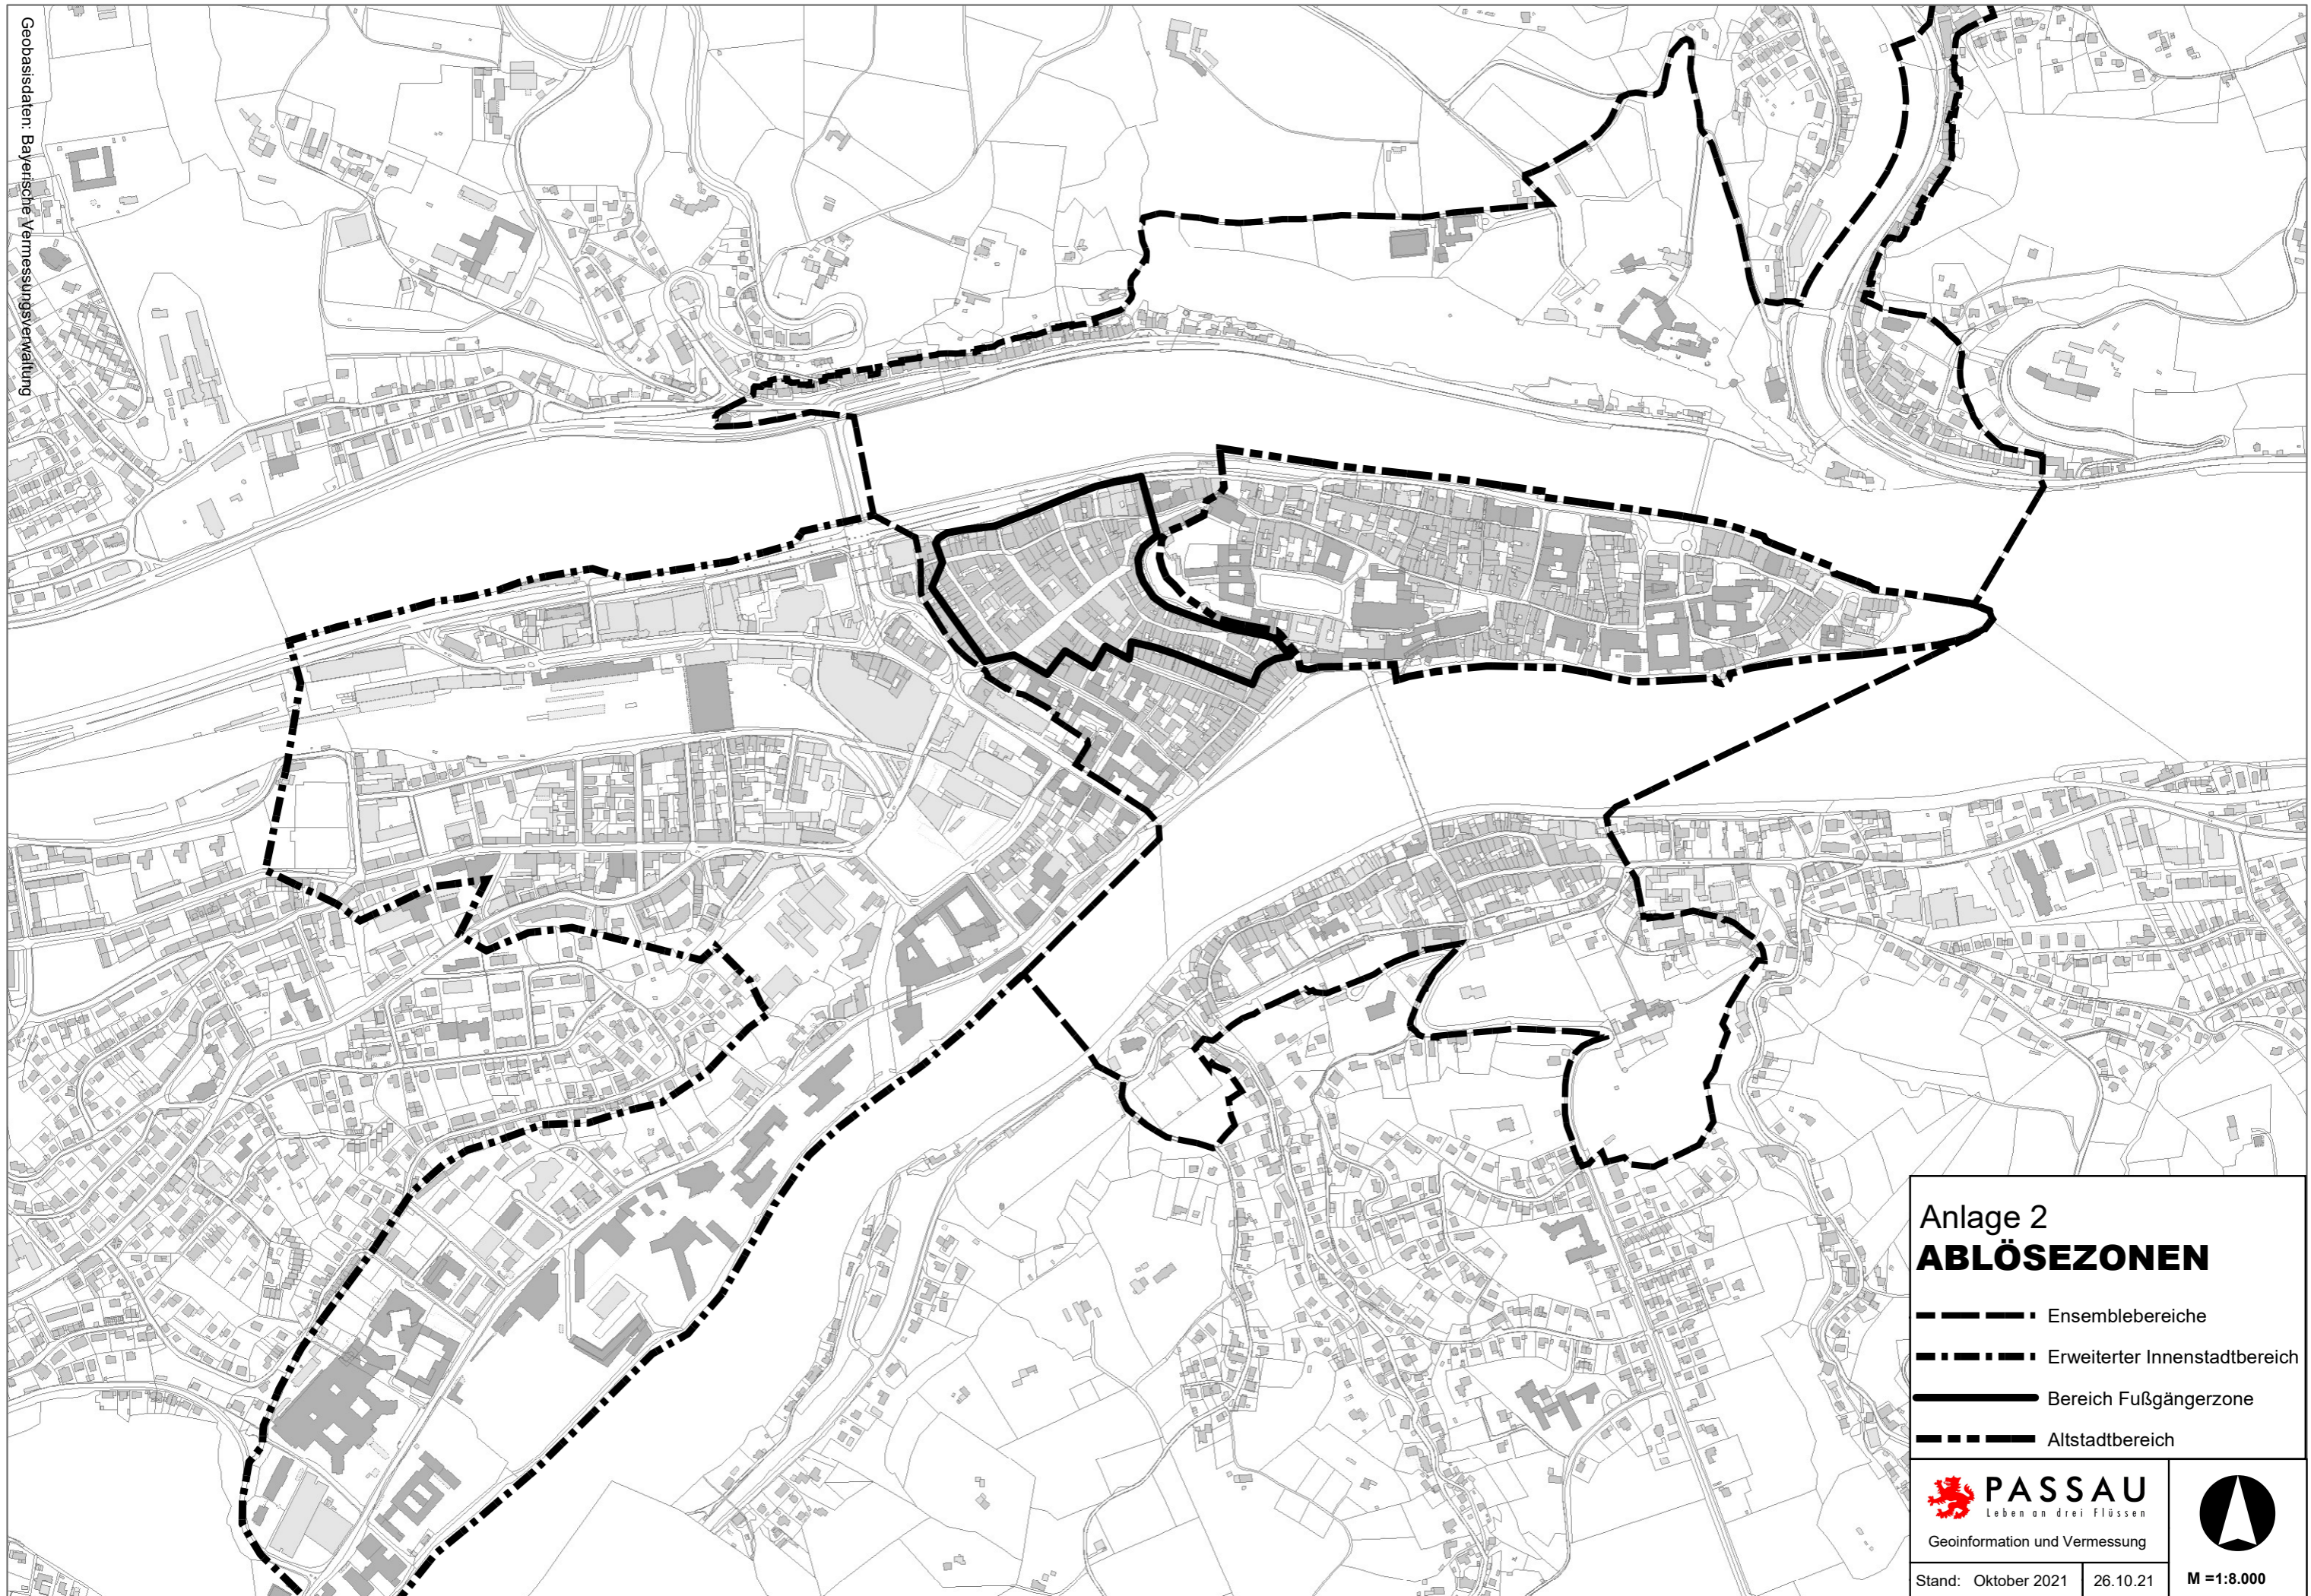 Geobasisdaten: Bayerische Vermessungsverwaltung
Anlage 2
ABLÖSEZONEN
Ensemblebereiche
Erweiterter Innenstadtbereich
Bereich Fußgängerzone
Altstadtbereich
PASSAU
Leben an drei Flüssen
Geoinformation und Vermessung
Stand: Oktober 2021
26.10.21
M =1:8.000